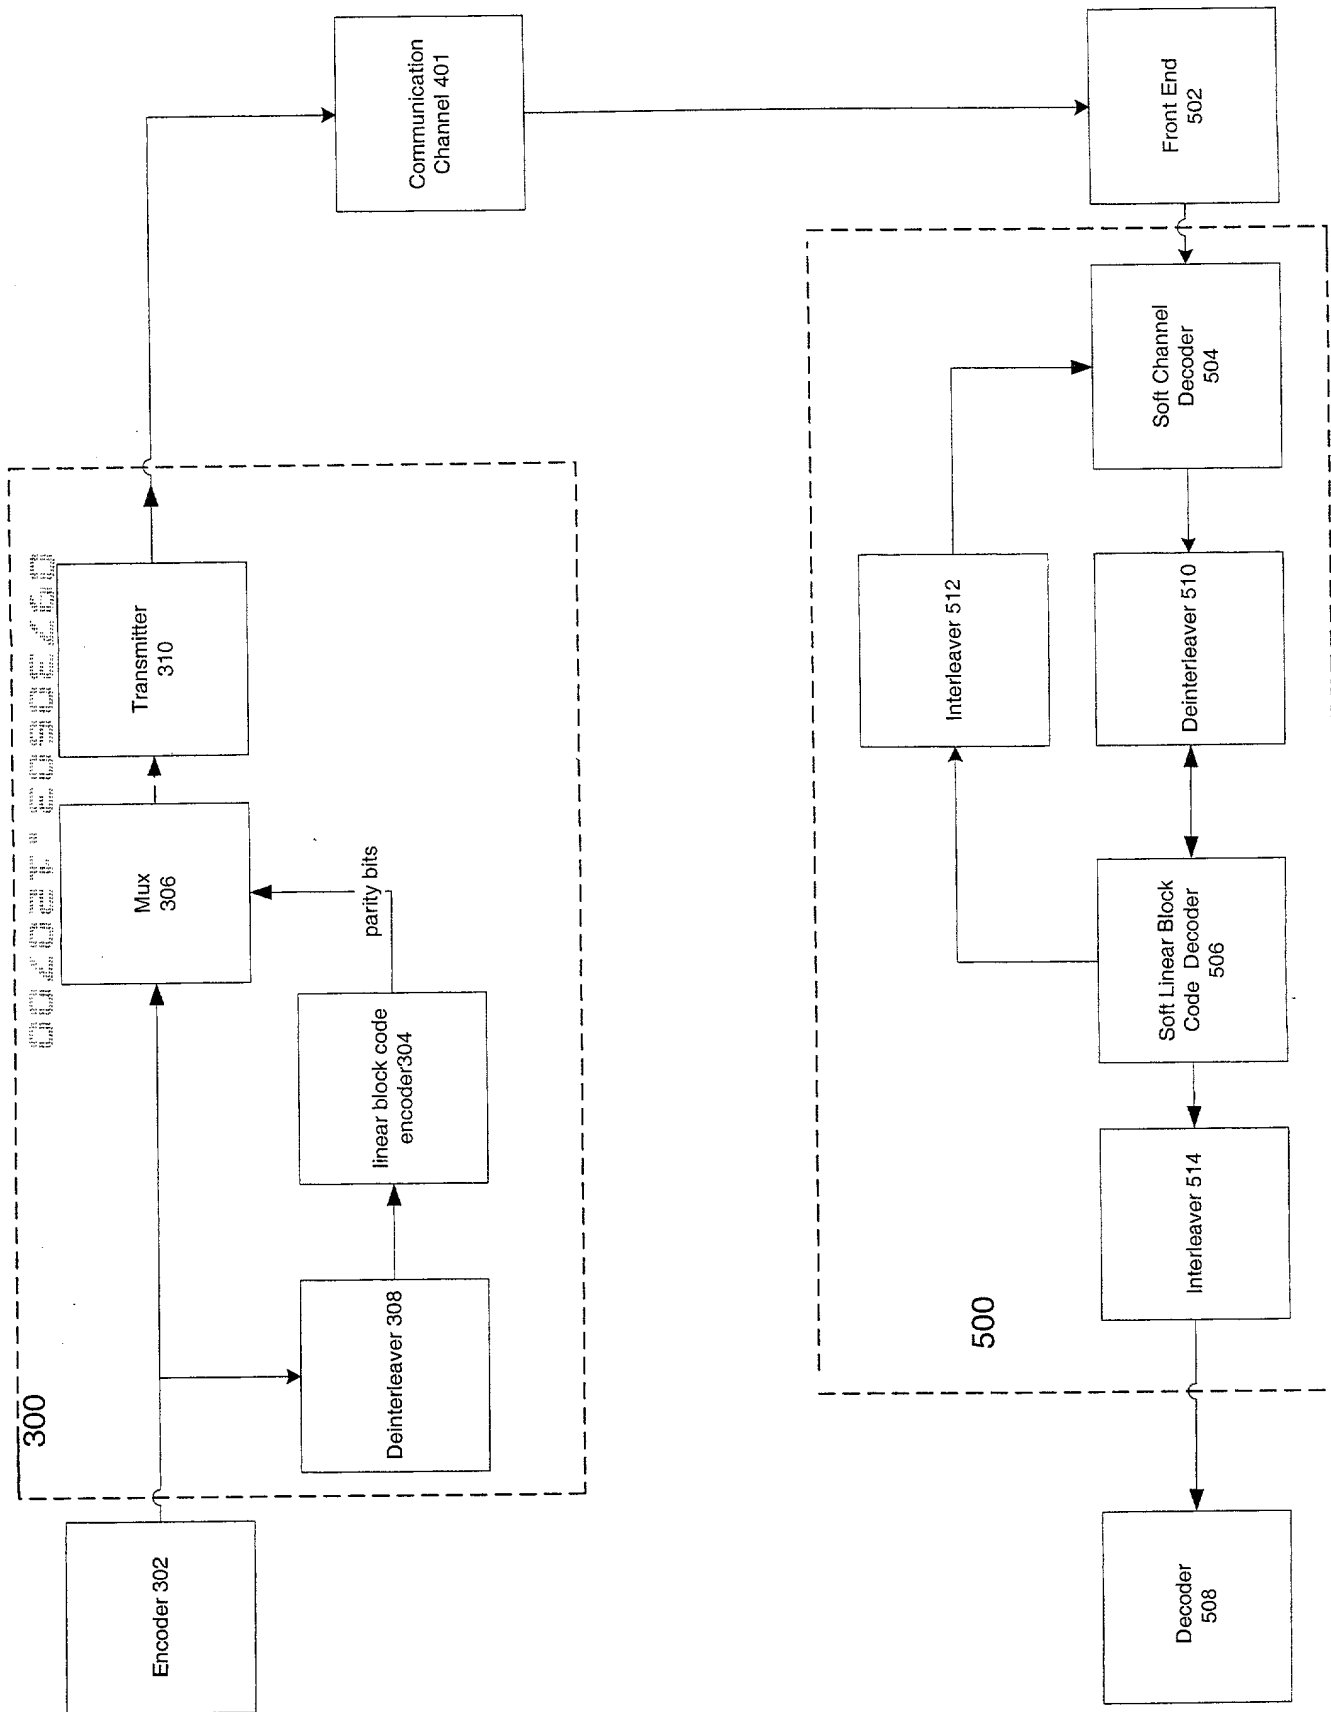 300
Encoder 302
Deinterleaver 308
linear block code
encoder304
parity bits
Mux
306
Transmitter
310
Communication
Channel 401
Front End
502
500
Soft Channel
Decoder
504
Deinterleaver 510
Interleaver 512
Soft Linear Block
Code Decoder
506
Interleaver 514
Decoder
508